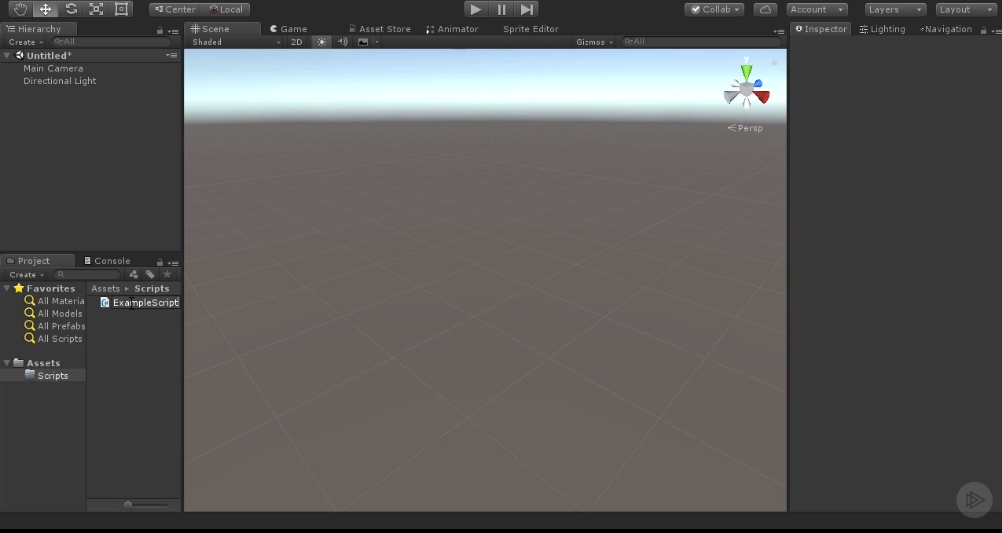 Center Local Collab Account Layers Layout
Hierarchy Scene Game Asset Store Animator Sprite Editor Inspector Lighting Navigation
Create All Shaded 2D Gizmos All
Untitled*
Main Camera
Directional Light
y
Persp
Project Console
Create
Favorites Assets Scripts
All Materia ExampleScript
All Models
All Prefabs
All Scripts
Assets
Scripts